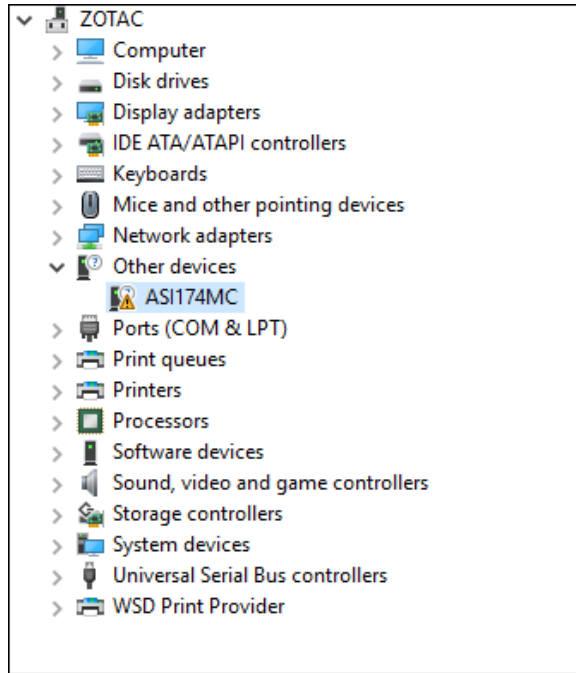 ZOTAC
Computer
Disk drives
Display adapters
IDE ATA/ATAPI controllers
Keyboards
Mice and other pointing devices
Network adapters
Other devices
ASI174MC
Ports (COM & LPT)
Print queues
Printers
Processors
Software devices
Sound, video and game controllers
Storage controllers
System devices
Universal Serial Bus controllers
WSD Print Provider